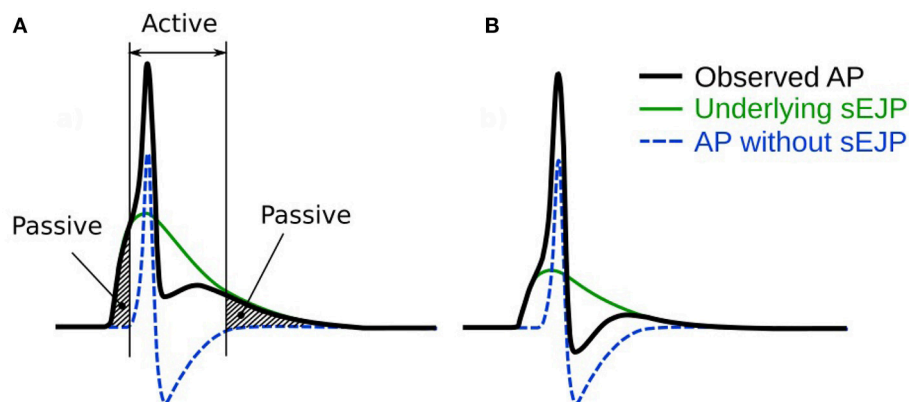 A
Active
B
Observed AP
Underlying sEJP
AP without sEJP
a)
b)
Passive
Passive